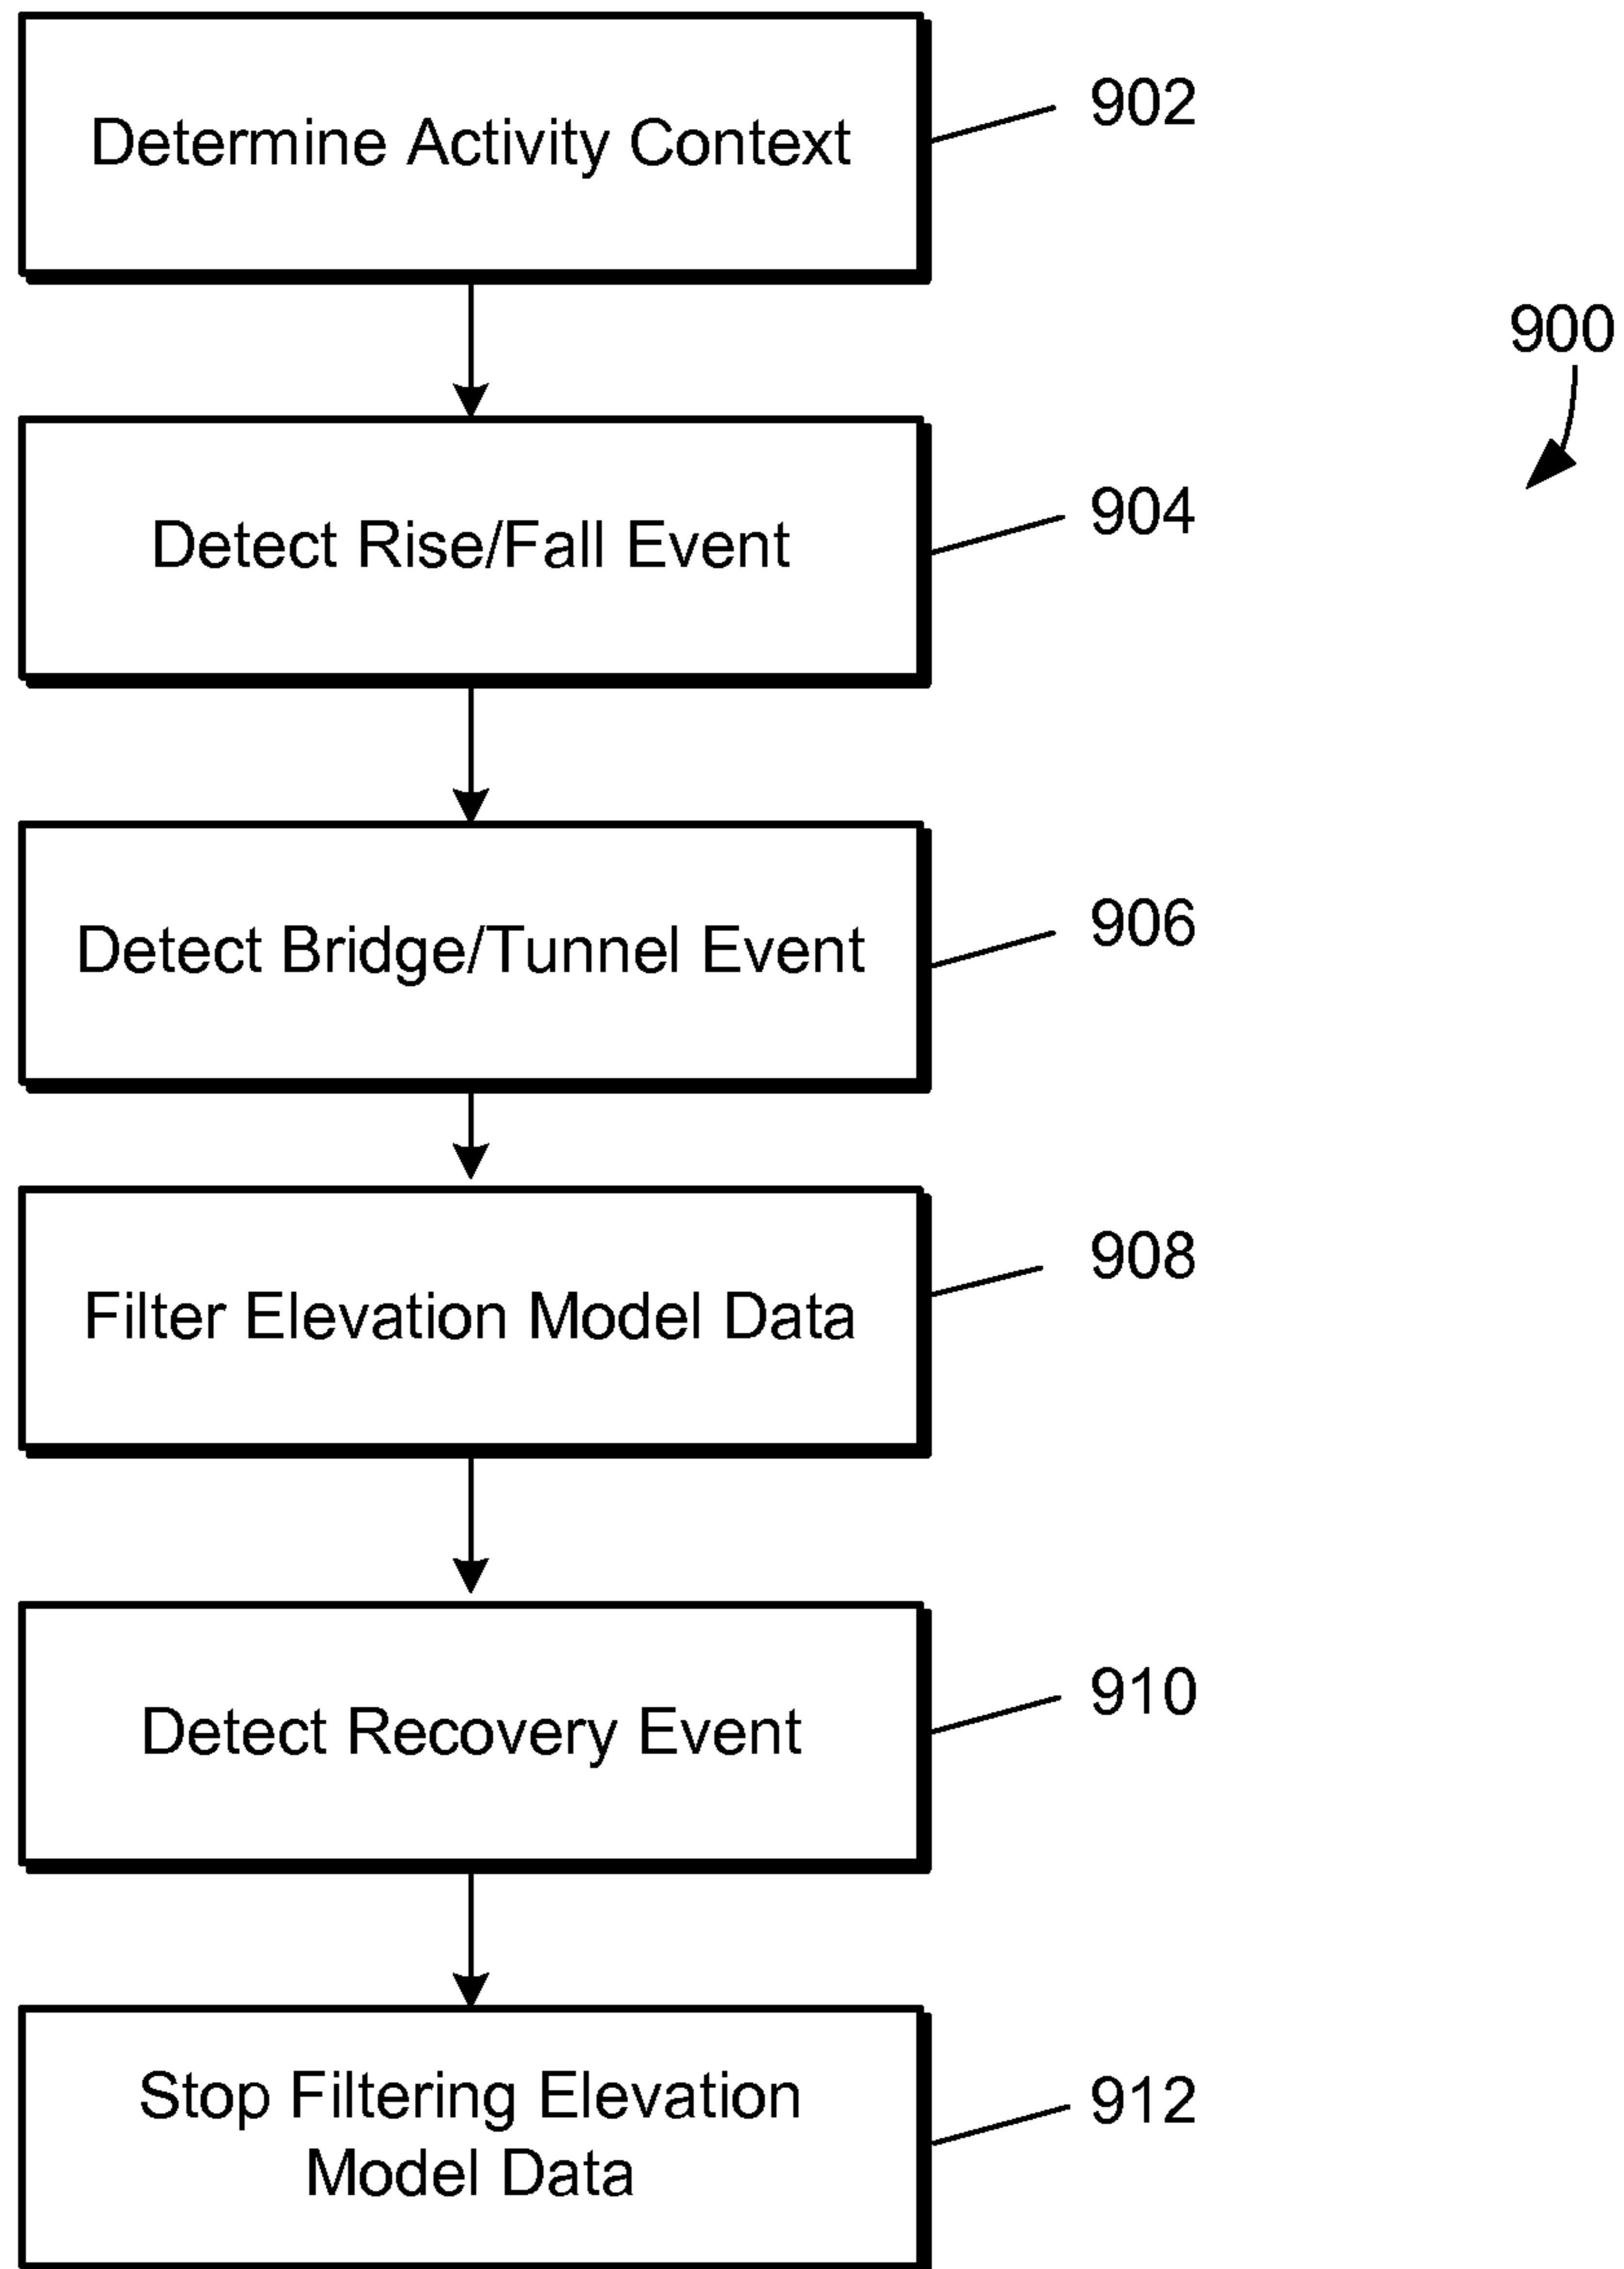 Determine Activity Context
902
900
Detect Rise/Fall Event
904
Detect Bridge/Tunnel Event
906
Filter Elevation Model Data
908
Detect Recovery Event
910
Stop Filtering Elevation
Model Data
912